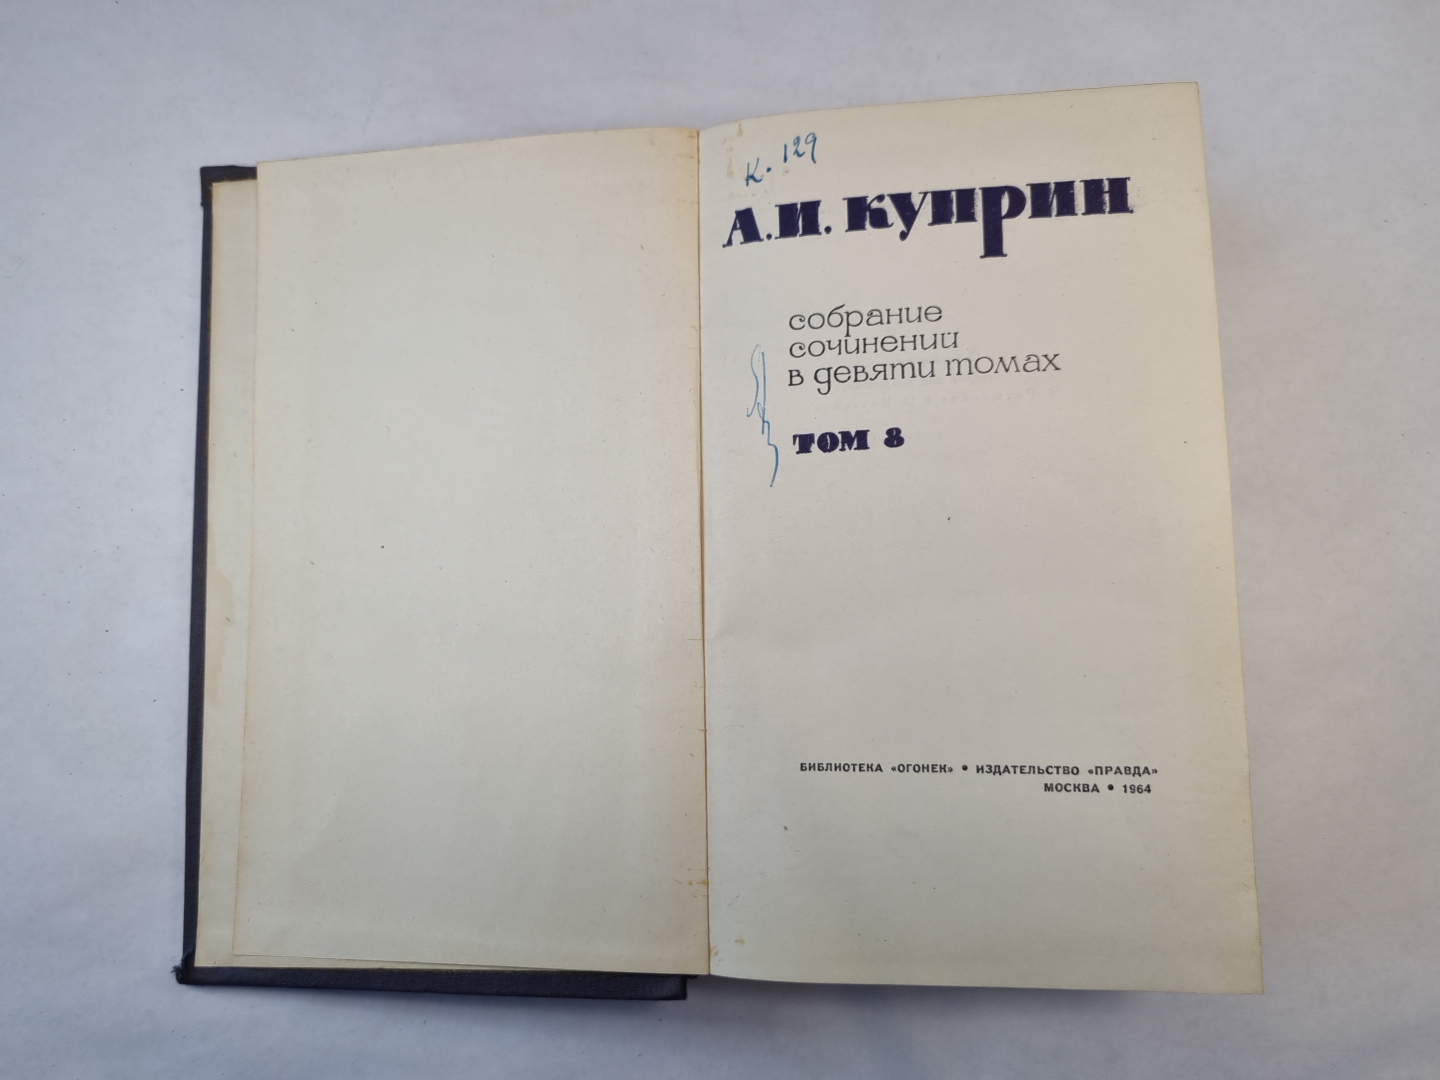 К. 129
А.И. Куприн
собрание
сочинений
в девяти томах
ТОМ 8
БИБЛИОТЕКА «ОГОНЕК» • ИЗДАТЕЛЬСТВО «ПРАВДА»
МОСКВА • 1964